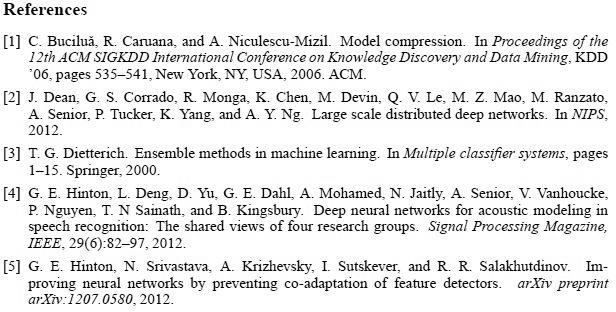 References
[1] C. Buciluǎ, R. Caruana, and A. Niculescu-Mizil. Model compression. In Proceedings of the
12th ACM SIGKDD International Conference on Knowledge Discovery and Data Mining, KDD
’06, pages 535–541, New York, NY, USA, 2006. ACM.
[2] J. Dean, G. S. Corrado, R. Monga, K. Chen, M. Devin, Q. V. Le, M. Z. Mao, M. Ranzato,
A. Senior, P. Tucker, K. Yang, and A. Y. Ng. Large scale distributed deep networks. In NIPS,
2012.
[3] T. G. Dietterich. Ensemble methods in machine learning. In Multiple classifier systems, pages
1–15. Springer, 2000.
[4] G. E. Hinton, L. Deng, D. Yu, G. E. Dahl, A. Mohamed, N. Jaitly, A. Senior, V. Vanhoucke,
P. Nguyen, T. N Sainath, and B. Kingsbury. Deep neural networks for acoustic modeling in
speech recognition: The shared views of four research groups. Signal Processing Magazine,
IEEE, 29(6):82–97, 2012.
[5] G. E. Hinton, N. Srivastava, A. Krizhevsky, I. Sutskever, and R. R. Salakhutdinov. Im-
proving neural networks by preventing co-adaptation of feature detectors. arXiv preprint
arXiv:1207.0580, 2012.